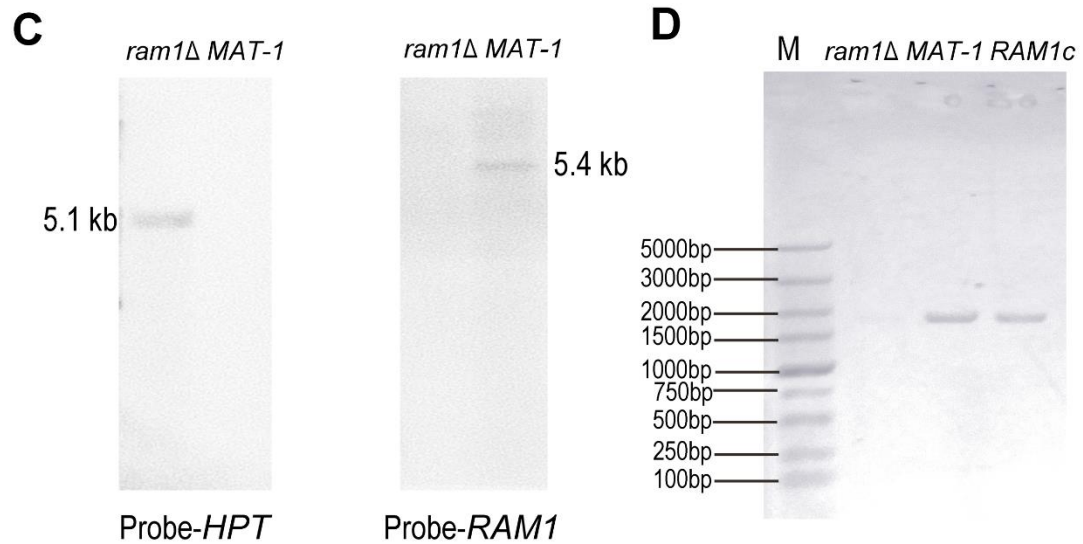 C
ram1Δ MAT-1
ram1Δ MAT-1
5.1 kb
5.4 kb
Probe-HPT
Probe-RAM1
D
M ram1Δ MAT-1 RAM1c
5000bp
3000bp
2000bp
1500bp
1000bp
750bp
500bp
250bp
100bp